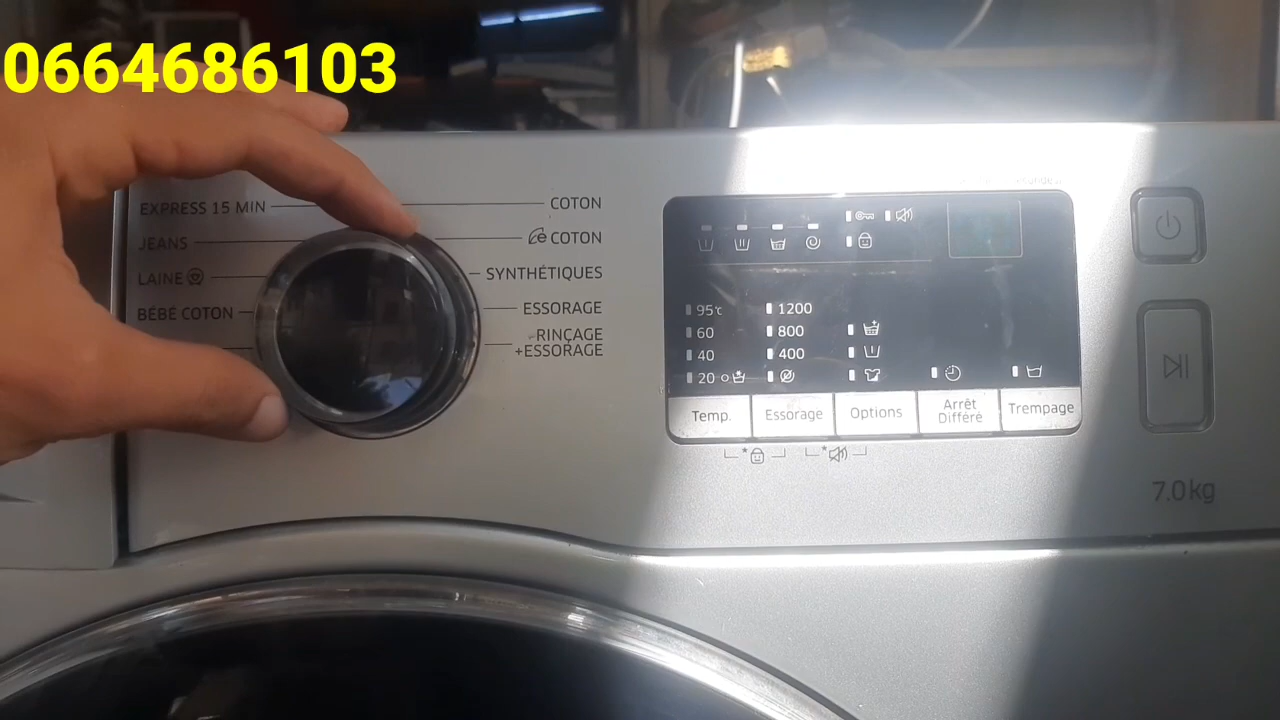 0664686103
EXPRESS 15 MIN
COTON
JEANS
COTON
LAINE
SYNTHÉTIQUES
BÉBÉ COTON
ESSORAGE
RINÇAGE
+ESSORAGE
95℃
1200
60
800
40
400
20
Temp.
Essorage
Options
Arrêt
Différé
Trempage
7.0kg